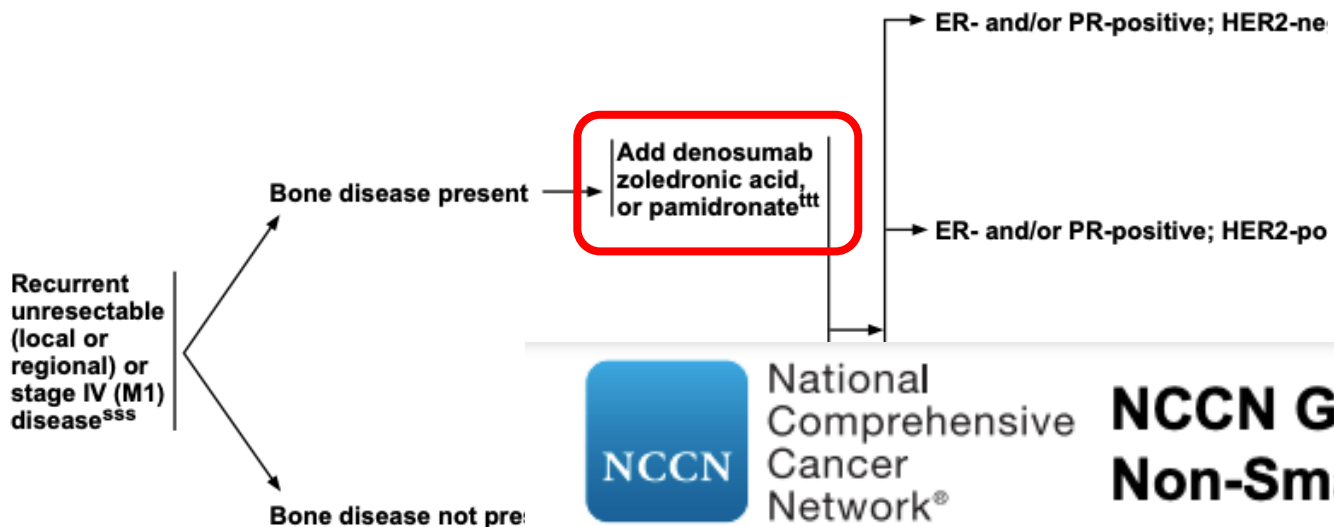 ER- and/or PR-positive; HER2-ne
Add denosumab
zoledronic acid,
or pamidronatettt
Bone disease present
ER- and/or PR-positive; HER2-po
Recurrent
unresectable
(local or
regional) or
stage IV (M1)
diseasesss
Bone disease not pre
NCCN
National
Comprehensive
Cancer
Network®
NCCN G
Non-Sm